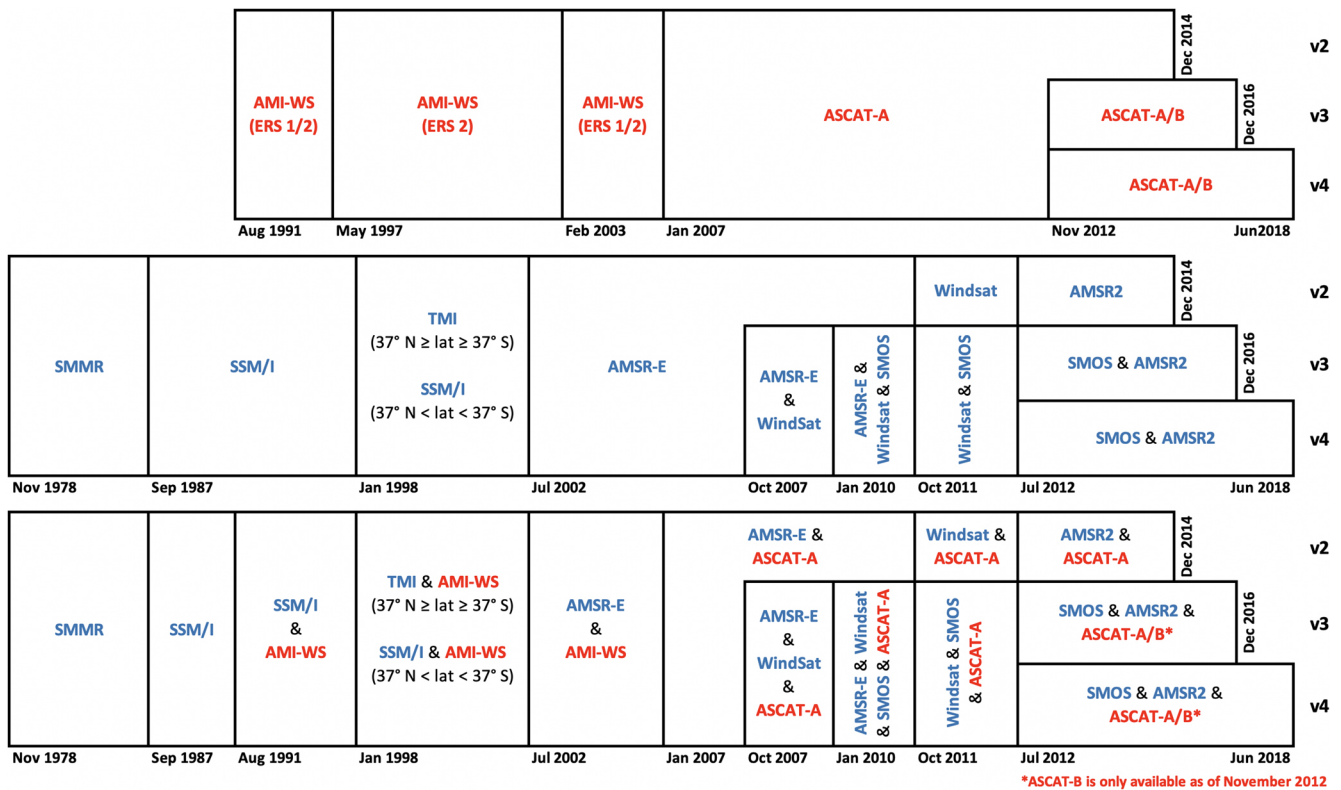 Dec 2014
v2
AMI-WS
(ERS 1/2)
AMI-WS
(ERS 2)
AMI-WS
(ERS 1/2)
ASCAT-A
ASCAT-A/B
Dec 2016
v3
ASCAT-A/B
v4
Aug 1991
May 1997
Feb 2003
Jan 2007
Nov 2012
Jun2018
Windsat
AMSR2
Dec 2014
v2
SMMR
SSM/I
TMI
(37° N ≥ lat ≥ 37° S)
SSM/I
(37° N < lat < 37° S)
AMSR-E
AMSR-E
&
WindSat
AMSR-E &
Windsat & SMOS
Windsat & SMOS
SMOS & AMSR2
Dec 2016
v3
SMOS & AMSR2
v4
Nov 1978
Sep 1987
Jan 1998
Jul 2002
Oct 2007
Jan 2010
Oct 2011
Jul 2012
Jun 2018
AMSR-E &
ASCAT-A
Windsat &
ASCAT-A
AMSR2 &
ASCAT-A
Dec 2014
v2
SMMR
SSM/I
SSM/I
&
AMI-WS
TMI & AMI-WS
(37° N ≥ lat ≥ 37° S)
SSM/I & AMI-WS
(37° N < lat < 37° S)
AMSR-E
&
AMI-WS
AMSR-E
&
WindSat
&
ASCAT-A
AMSR-E & Windsat
& SMOS & ASCAT-A
Windsat & SMOS
& ASCAT-A
SMOS & AMSR2 &
ASCAT-A/B*
Dec 2016
v3
SMOS & AMSR2 &
ASCAT-A/B*
v4
Nov 1978
Sep 1987
Aug 1991
Jan 1998
Jul 2002
Jan 2007
Oct 2007
Jan 2010
Oct 2011
Jul 2012
Jun 2018
*ASCAT-B is only available as of November 2012